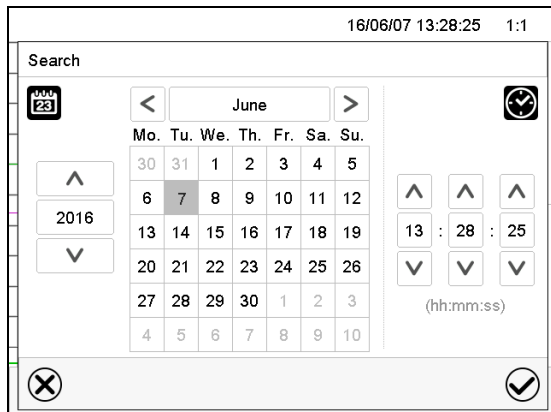 16/06/07 13:28:25 1:1
Search
23
< June >
Mo. Tu. We. Th. Fr. Sa. Su.
30 31 1 2 3 4 5
6 7 8 9 10 11 12
2016
13 14 15 16 17 18 19
13 : 28 : 25
20 21 22 23 24 25 26
27 28 29 30 1 2 3
(hh:mm:ss)
4 5 6 7 8 9 10